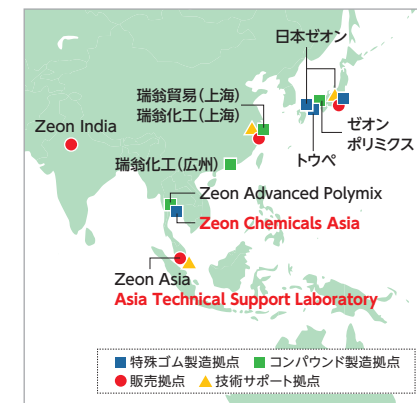 日本ゼオン
瑞翁貿易(上海)
瑞翁化工(上海)
Zeon India
ゼオン
ポリミクス
トウペ
瑞翁化工(広州)
Zeon Advanced Polymix
Zeon Chemicals Asia
Zeon Asia
Asia Technical Support Laboratory
特殊ゴム製造拠点 コンパウンド製造拠点
販売拠点 技術サポート拠点